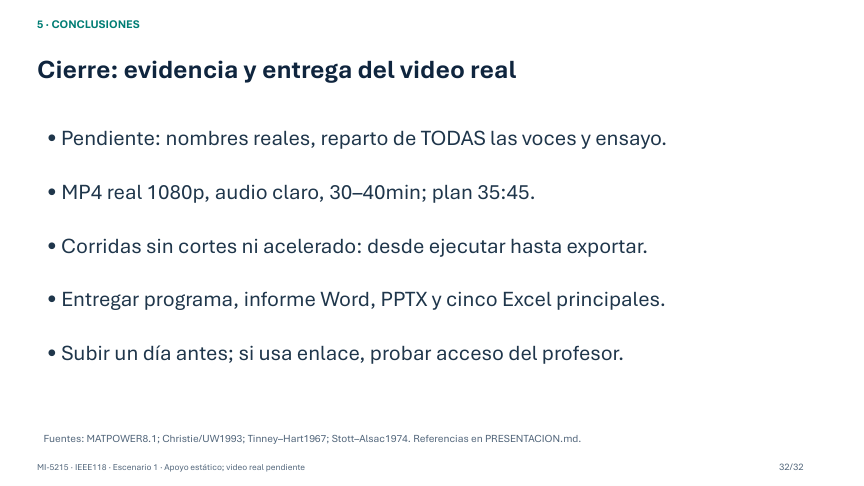 5 · CONCLUSIONES
Cierre: evidencia y entrega del video real
• Pendiente: nombres reales, reparto de TODAS las voces y ensayo.
• MP4 real 1080p, audio claro, 30–40min; plan 35:45.
• Corridas sin cortes ni acelerado: desde ejecutar hasta exportar.
• Entregar programa, informe Word, PPTX y cinco Excel principales.
• Subir un día antes; si usa enlace, probar acceso del profesor.
Fuentes: MATPOWER8.1; Christie/UW1993; Tinney–Hart1967; Stott–Alsac1974. Referencias en PRESENTACION.md.
MI-5215 · IEEE118 · Escenario 1 · Apoyo estático; video real pendiente
32/32